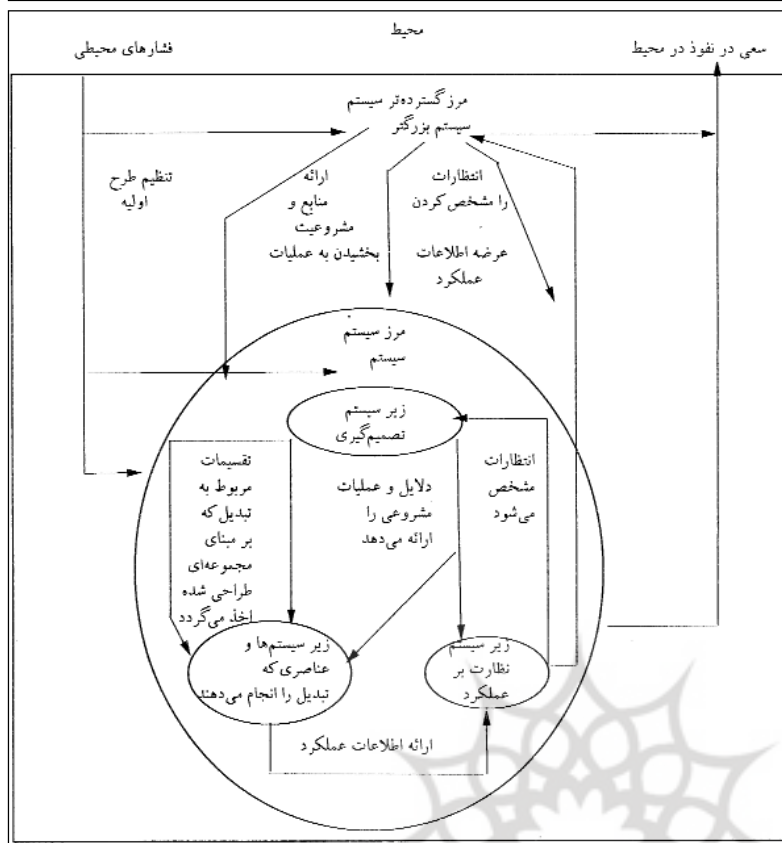 محیط
سعی در نفوذ در محیط
فشارهای محیطی
مرز گسترده‌تر سیستم
سیستم بزرگتر
انتظارات
را مشخص کردن
عرضه اطلاعات
عملکرد
ارائه
منابع و
مشروعیت
بخشیدن به عملیات
تنظیم طرح
اولیه
مرز سیستم
سیستم
زیر سیستم
تصمیم‌گیری
انتظارات
مشخص
می‌شود
دلایل و عملیات
مشروعی را
ارائه می‌دهد
تقسیمات
مربوط به
تبدیل که
بر مبنای
مجموعه‌ای
طراحی شده
اخذ می‌گردد
زیر سیستم
نظارت بر
عملکرد
زیر سیستم‌ها و
عناصری که
تبدیل را انجام می‌دهند
ارائه اطلاعات عملکرد